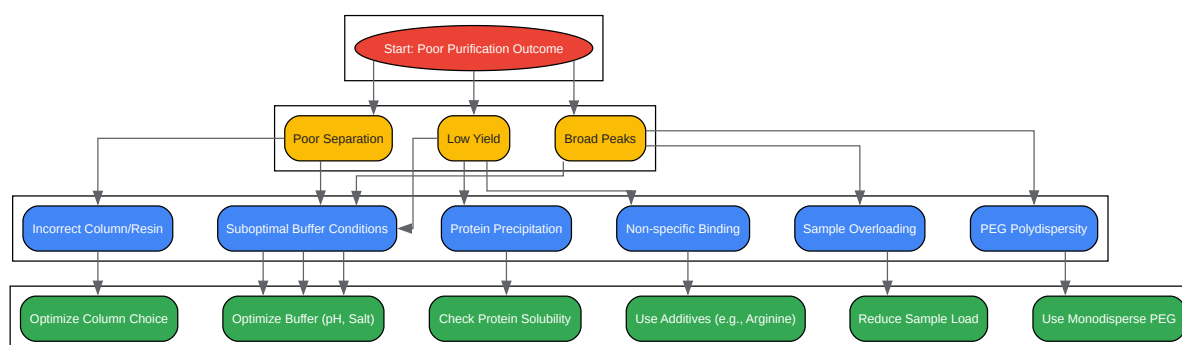 Start: Poor Purification Outcome
Poor Separation
Low Yield
Broad Peaks
Incorrect Column/Resin
Suboptimal Buffer Conditions
Protein Precipitation
Non-specific Binding
Sample Overloading
PEG Polydispersity
Optimize Column Choice
Optimize Buffer (pH, Salt)
Check Protein Solubility
Use Additives (e.g., Arginine)
Reduce Sample Load
Use Monodisperse PEG